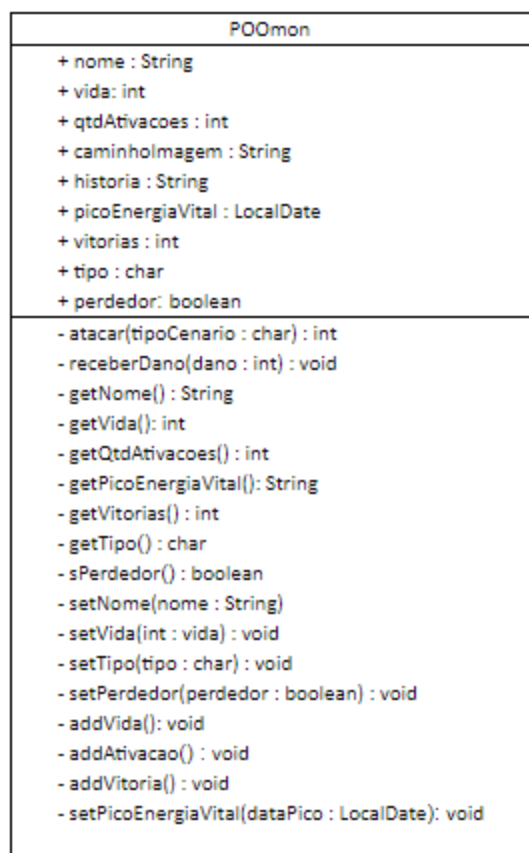 POOmon
+ nome : String
+ vida: int
+ qtdAtivacoes : int
+ caminhoImagem : String
+ historia : String
+ picoEnergiaVital : LocalDate
+ vitorias : int
+ tipo : char
+ perdedor: boolean
- atacar(tipoCenario : char) : int
- receberDano(dano : int) : void
- getNome() : String
- getVida(): int
- getQtdAtivacoes() : int
- getPicoEnergiaVital(): String
- getVitorias() : int
- getTipo() : char
- sPerdedor() : boolean
- setNome(nome : String)
- setVida(int : vida) : void
- setTipo(tipo : char) : void
- setPerdedor(perdedor : boolean) : void
- addVida(): void
- addAtivacao() : void
- addVitoria() : void
- setPicoEnergiaVital(dataPico : LocalDate): void